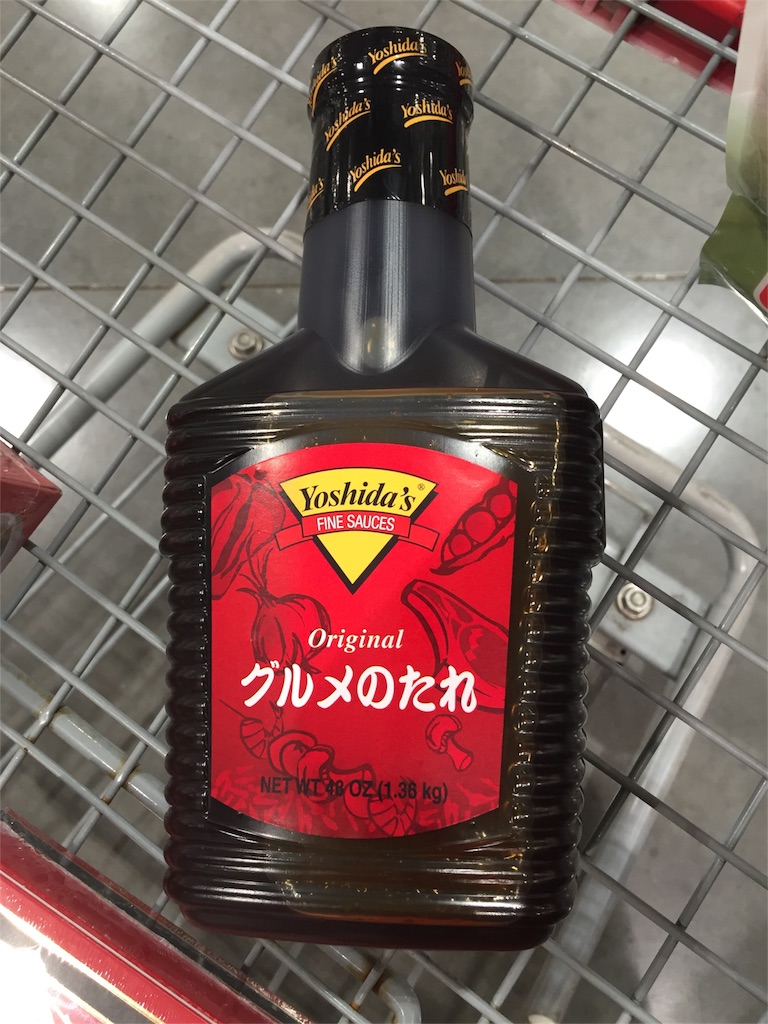 Yoshida's
Yoshida's
Yoshida's
Yoshida's
Yoshida's
Yoshida's®
FINE SAUCES
Original
グルメのたれ
NET WT 48 OZ (1.36 kg)